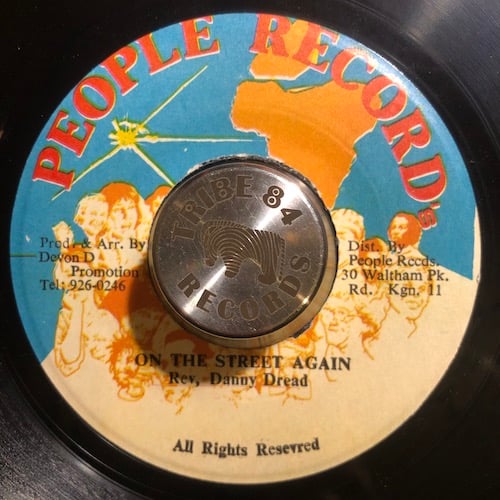 PEOPLE RECORD's
TRIBE 84
RECORDS
Prod. & Arr. By
Devon D
Promotion
Tel: 926-0246
Dist. By
People Recds.
30 Waltham Pk.
Rd. Kgn. 11
ON THE STREET AGAIN
Rev, Danny Dread
All Rights Resevred